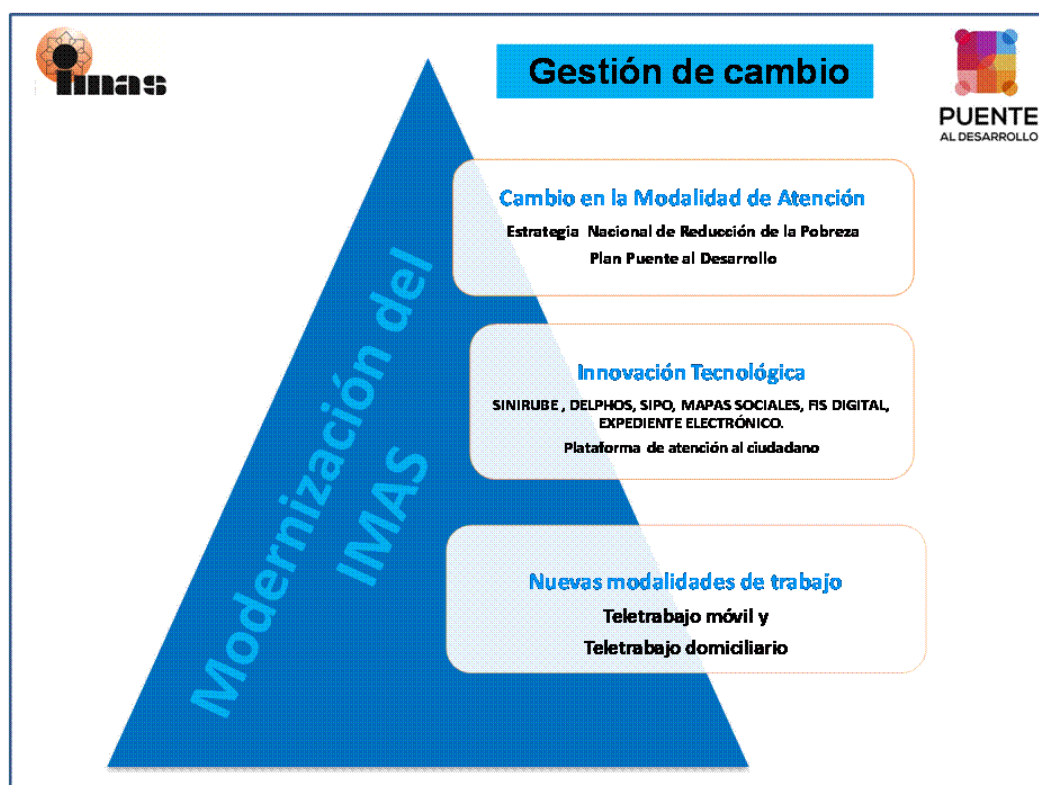 imas
Gestión de cambio
PUENTE
AL DESARROLLO
Modernización del
IMAS
Cambio en la Modalidad de Atención
Estrategia Nacional de Reducción de la Pobreza
Plan Puente al Desarrollo
Innovación Tecnológica
SINIRUBE , DELPHOS, SIPO, MAPAS SOCIALES, FIS DIGITAL,
EXPEDIENTE ELECTRÓNICO.
Plataforma de atención al ciudadano
Nuevas modalidades de trabajo
Teletrabajo móvil y
Teletrabajo domiciliario